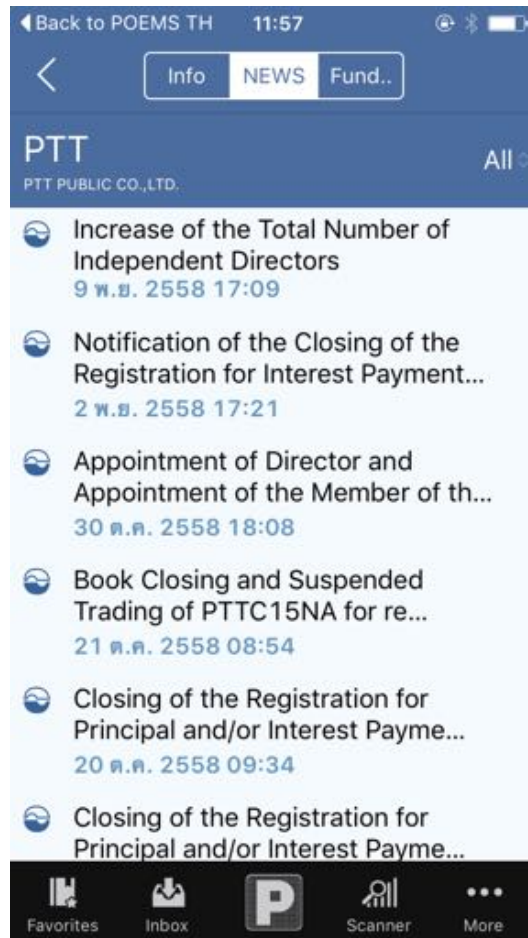 Back to POEMS TH 11:57
Info NEWS Fund..
PTT All
PTT PUBLIC CO.,LTD.
Increase of the Total Number of
Independent Directors
9 พ.ย. 2558 17:09
Notification of the Closing of the
Registration for Interest Payment...
2 พ.ย. 2558 17:21
Appointment of Director and
Appointment of the Member of th...
30 ต.ค. 2558 18:08
Book Closing and Suspended
Trading of PTTC15NA for re...
21 ต.ค. 2558 08:54
Closing of the Registration for
Principal and/or Interest Payme...
20 ต.ค. 2558 09:34
Closing of the Registration for
Principal and/or Interest Payme...
P
Favorites Inbox Scanner More